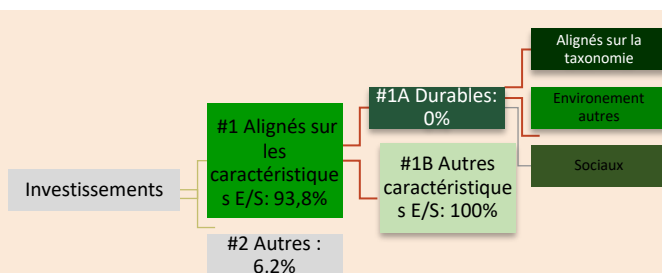 Investissements
#1 Alignés sur
les
caractéristique
s E/S: 93,8%
#2 Autres :
6,2%
#1A Durables:
0%
#1B Autres
caractéristique
s E/S: 100%
Alignés sur la
taxonomie
Environement
autres
Sociaux